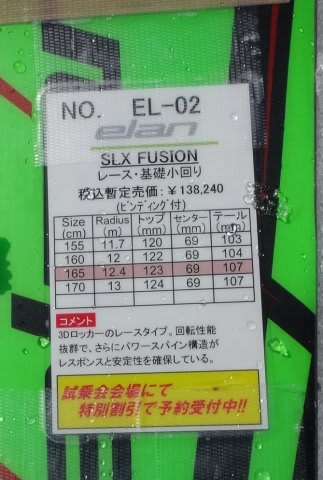 NO. EL-02
elan
SLX FUSION
レース・基礎小回り
税込暫定売価：￥138,240
(ビンディング付)
Size (cm) Radius (m) トップ (mm) センター (mm) テール (mm)
155 11.7 120 69 103
160 12 122 69 104
165 12.4 123 69 107
170 13 124 69 107
コメント
3Dロッカーのレースタイプ。回転性能
抜群で、さらにパワースパイン構造が
レスポンスと安定性を確保している。
試乗会会場にて
特別割引で予約受付中!!